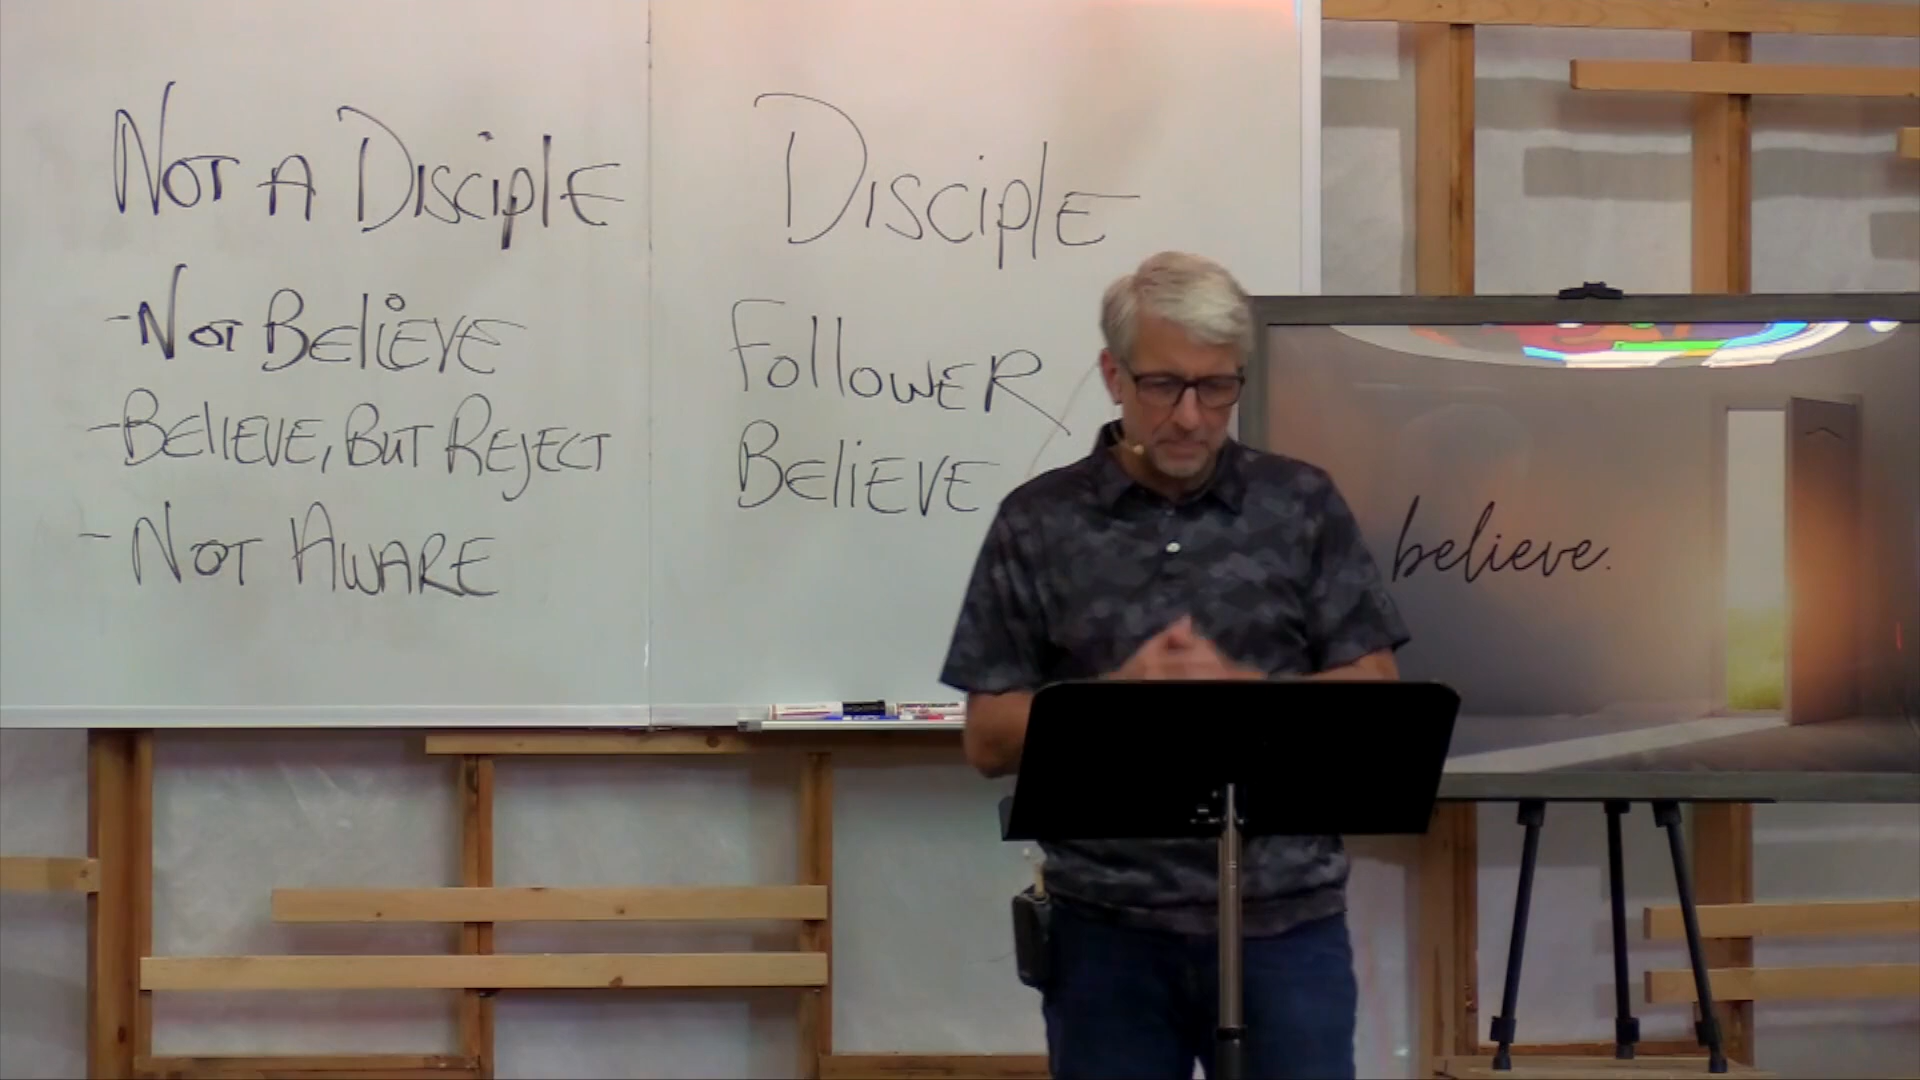 NOT A DISCIPLE
-NOT BELIEVE
-BELIEVE, BUT REJECT
- NOT AWARE
DISCIPLE
FOLLOWER
BELIEVE
believe.